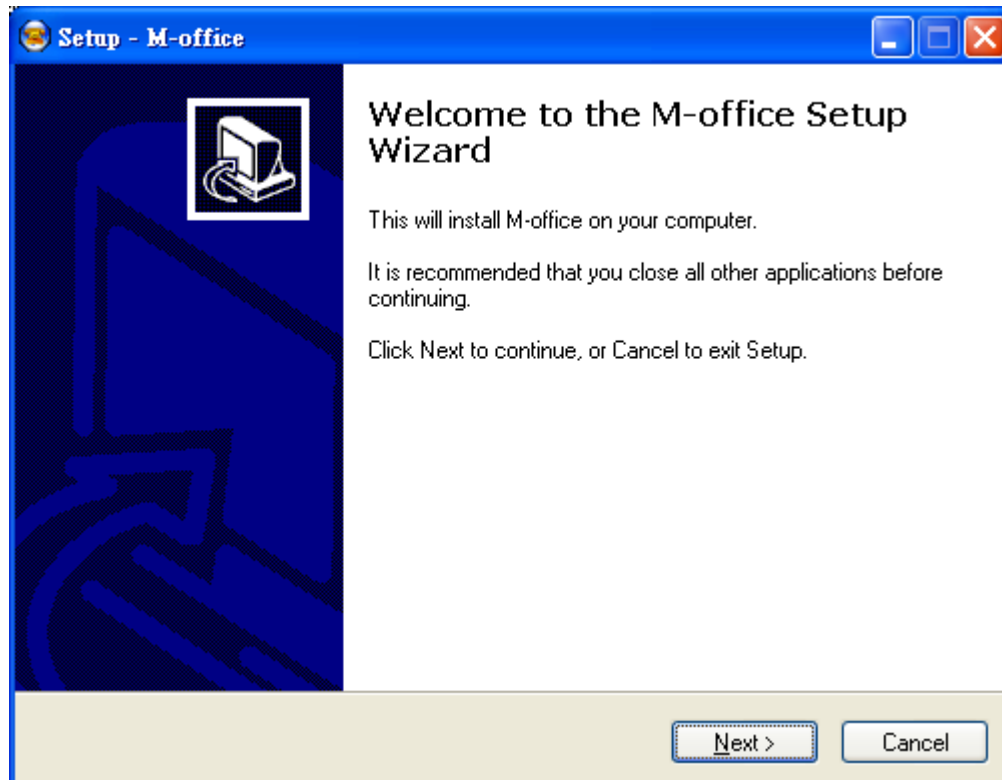 Setup - M-office
Welcome to the M-office Setup
Wizard
This will install M-office on your computer.
It is recommended that you close all other applications before
continuing.
Click Next to continue, or Cancel to exit Setup.
Next >
Cancel